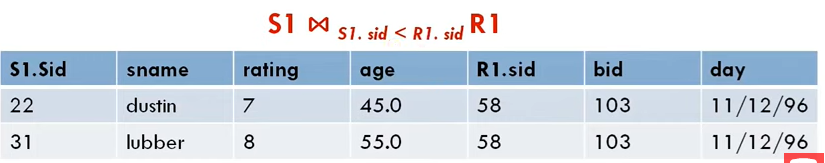 S1 ⋈ S1. sid < R1. sid R1
S1.Sid sname rating age R1.sid bid day
22 dustin 7 45.0 58 103 11/12/96
31 lubber 8 55.0 58 103 11/12/96